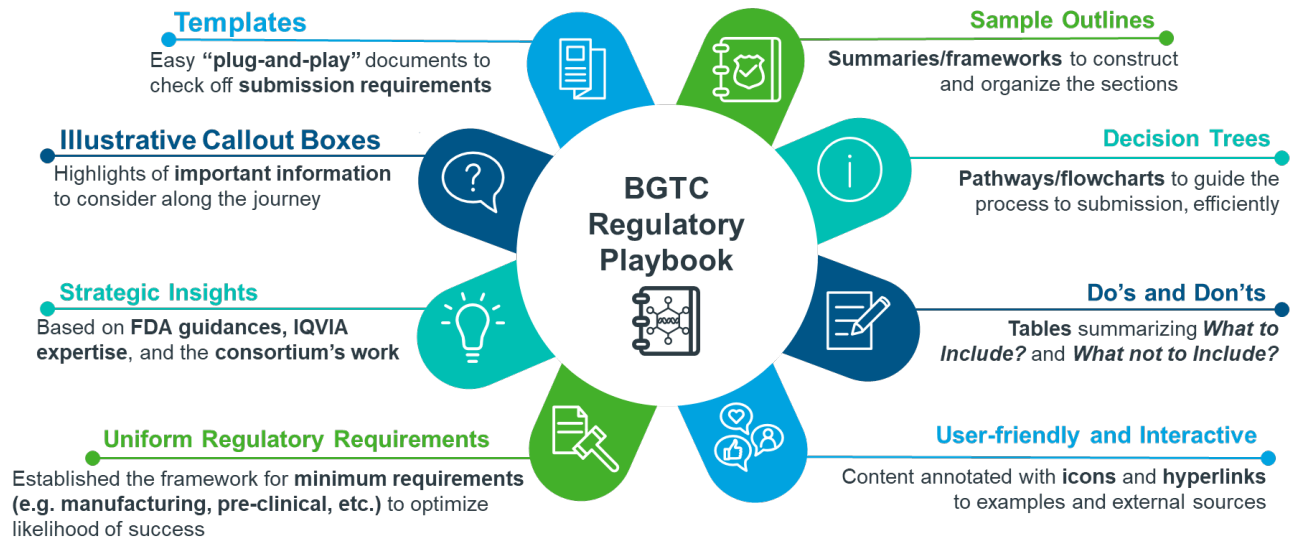 Templates
Easy “plug-and-play” documents to
check off submission requirements
Illustrative Callout Boxes
Highlights of important information
to consider along the journey
Strategic Insights
Based on FDA guidances, IQVIA
expertise, and the consortium’s work
Uniform Regulatory Requirements
Established the framework for minimum requirements
(e.g. manufacturing, pre-clinical, etc.) to optimize
likelihood of success
BGTC
Regulatory
Playbook
Sample Outlines
Summaries/frameworks to construct
and organize the sections
Decision Trees
Pathways/flowcharts to guide the
process to submission, efficiently
Do’s and Don’ts
Tables summarizing What to
Include? and What not to Include?
User-friendly and Interactive
Content annotated with icons and hyperlinks
to examples and external sources